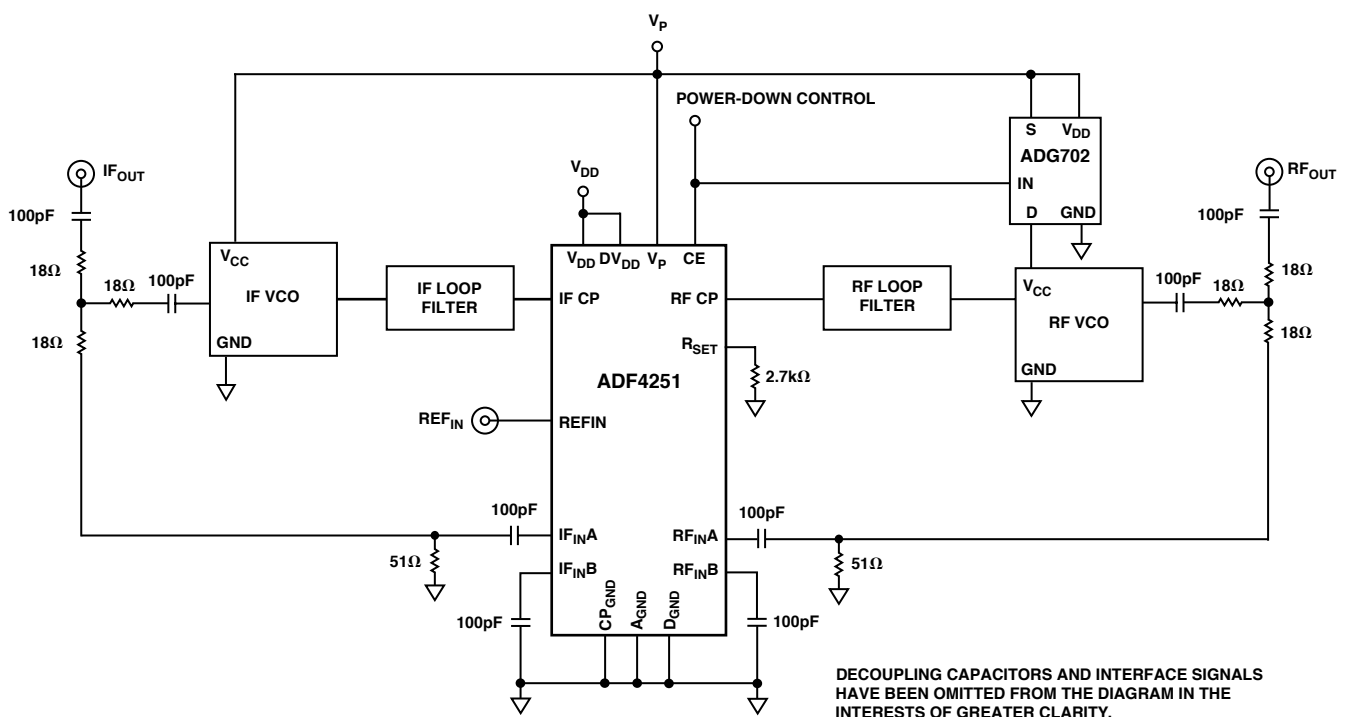 VP
POWER-DOWN CONTROL
S VDD
ADG702
IN
D GND
IFOUT
100pF
18Ω
18Ω
100pF
18Ω
VCC
IF VCO
GND
IF LOOP
FILTER
VDD
VDD DVDD VP CE
IF CP
RF CP
RSET
2.7kΩ
ADF4251
REFIN
REFIN
RF LOOP
FILTER
VCC
RF VCO
GND
RFOUT
100pF
18Ω
100pF
18Ω
18Ω
100pF
IFINA
51Ω
IFINB
100pF
RFINA
100pF
51Ω
RFINB
100pF
CPGND
AGND
DGND
DECOUPLING CAPACITORS AND INTERFACE SIGNALS
HAVE BEEN OMITTED FROM THE DIAGRAM IN THE
INTERESTS OF GREATER CLARITY.